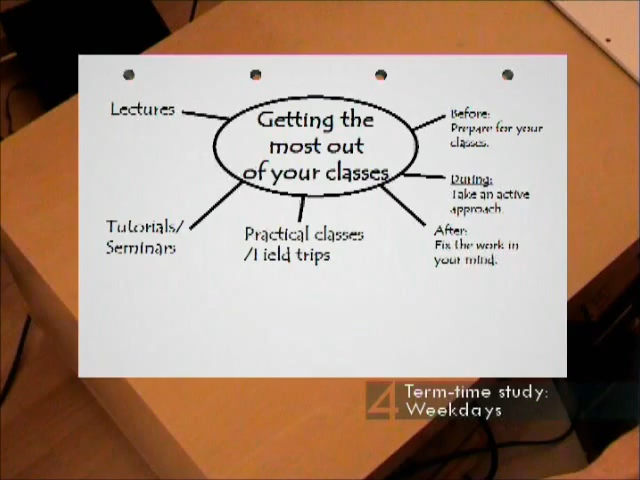 Lectures
Getting the
most out
of your classes
Before:
Prepare for your
classes.
During:
Take an active
approach.
After:
Fix the work in
your mind.
Tutorials/
Seminars
Practical classes
/Field trips
4 Term-time study:
Weekdays